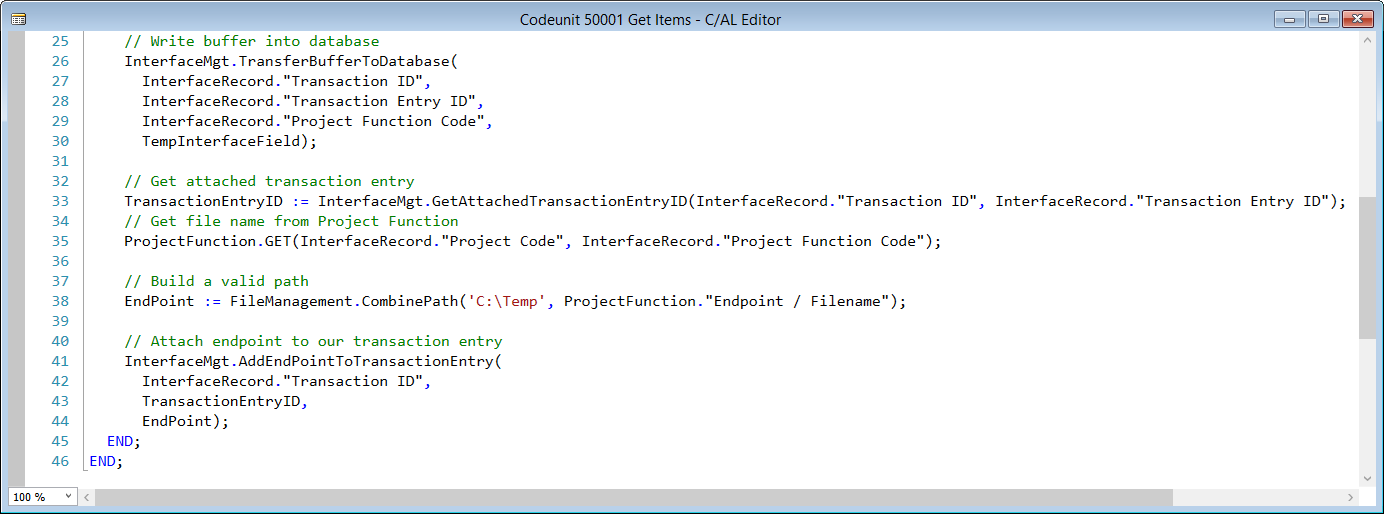 Codeunit 50001 Get Items - C/AL Editor
25 // Write buffer into database
26 InterfaceMgt.TransferBufferToDatabase(
27 InterfaceRecord."Transaction ID",
28 InterfaceRecord."Transaction Entry ID",
29 InterfaceRecord."Project Function Code",
30 TempInterfaceField);
31
32 // Get attached transaction entry
33 TransactionEntryID := InterfaceMgt.GetAttachedTransactionEntryID(InterfaceRecord."Transaction ID", InterfaceRecord."Transaction Entry ID");
34 // Get file name from Project Function
35 ProjectFunction.GET(InterfaceRecord."Project Code", InterfaceRecord."Project Function Code");
36
37 // Build a valid path
38 EndPoint := FileManagement.CombinePath('C:\Temp', ProjectFunction."Endpoint / Filename");
39
40 // Attach endpoint to our transaction entry
41 InterfaceMgt.AddEndPointToTransactionEntry(
42 InterfaceRecord."Transaction ID",
43 TransactionEntryID,
44 EndPoint);
45 END;
46 END;
100 %